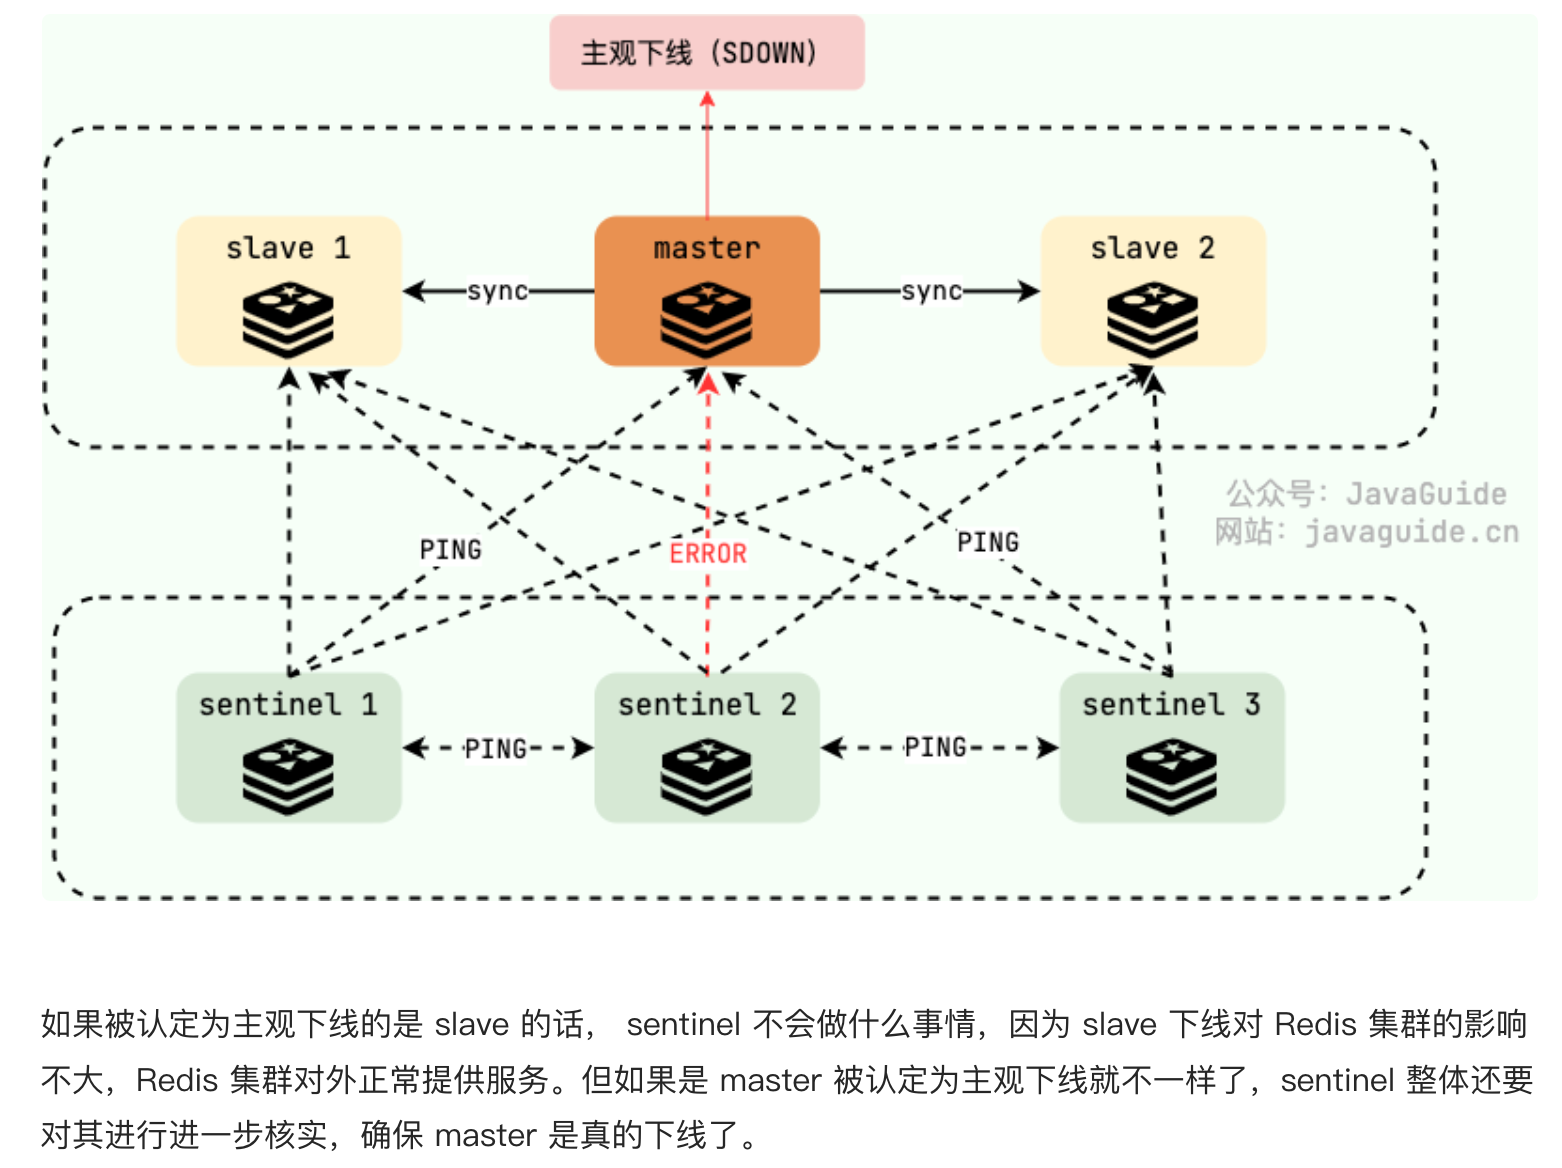 主观下线（SDOWN）
slave 1
master
slave 2
sync
sync
公众号：JavaGuide
网站：javaguide.cn
PING
ERROR
PING
sentinel 1
sentinel 2
sentinel 3
PING
PING
如果被认定为主观下线的是 slave 的话， sentinel 不会做什么事情，因为 slave 下线对 Redis 集群的影响
不大，Redis 集群对外正常提供服务。但如果是 master 被认定为主观下线就不一样了，sentinel 整体还要
对其进行进一步核实，确保 master 是真的下线了。